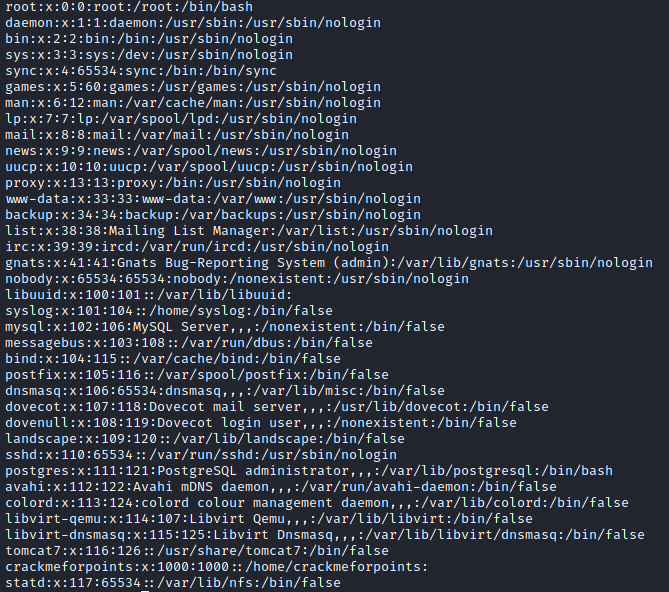 root:x:0:0:root:/root:/bin/bash
daemon:x:1:1:daemon:/usr/sbin:/usr/sbin/nologin
bin:x:2:2:bin:/bin:/usr/sbin/nologin
sys:x:3:3:sys:/dev:/usr/sbin/nologin
sync:x:4:65534:sync:/bin:/bin/sync
games:x:5:60:games:/usr/games:/usr/sbin/nologin
man:x:6:12:man:/var/cache/man:/usr/sbin/nologin
lp:x:7:7:lp:/var/spool/lpd:/usr/sbin/nologin
mail:x:8:8:mail:/var/mail:/usr/sbin/nologin
news:x:9:9:news:/var/spool/news:/usr/sbin/nologin
uucp:x:10:10:uucp:/var/spool/uucp:/usr/sbin/nologin
proxy:x:13:13:proxy:/bin:/usr/sbin/nologin
www-data:x:33:33:www-data:/var/www:/usr/sbin/nologin
backup:x:34:34:backup:/var/backups:/usr/sbin/nologin
list:x:38:38:Mailing List Manager:/var/list:/usr/sbin/nologin
irc:x:39:39:ircd:/var/run/ircd:/usr/sbin/nologin
gnats:x:41:41:Gnats Bug-Reporting System (admin):/var/lib/gnats:/usr/sbin/nologin
nobody:x:65534:65534:nobody:/nonexistent:/usr/sbin/nologin
libuuid:x:100:101::/var/lib/libuuid:
syslog:x:101:104::/home/syslog:/bin/false
mysql:x:102:106:MySQL Server,,,:/nonexistent:/bin/false
messagebus:x:103:108::/var/run/dbus:/bin/false
bind:x:104:115::/var/cache/bind:/bin/false
postfix:x:105:116::/var/spool/postfix:/bin/false
dnsmasq:x:106:65534:dnsmasq,,,:/var/lib/misc:/bin/false
dovecot:x:107:118:Dovecot mail server,,,:/usr/lib/dovecot:/bin/false
dovenull:x:108:119:Dovecot login user,,,:/nonexistent:/bin/false
landscape:x:109:120::/var/lib/landscape:/bin/false
sshd:x:110:65534::/var/run/sshd:/usr/sbin/nologin
postgres:x:111:121:PostgreSQL administrator,,,:/var/lib/postgresql:/bin/bash
avahi:x:112:122:Avahi mDNS daemon,,,:/var/run/avahi-daemon:/bin/false
colord:x:113:124:colord colour management daemon,,,:/var/lib/colord:/bin/false
libvirt-qemu:x:114:107:Libvirt Qemu,,,:/var/lib/libvirt:/bin/false
libvirt-dnsmasq:x:115:125:Libvirt Dnsmasq,,,:/var/lib/libvirt/dnsmasq:/bin/false
tomcat7:x:116:126::/usr/share/tomcat7:/bin/false
crackmeforpoints:x:1000:1000::/home/crackmeforpoints:
statd:x:117:65534::/var/lib/nfs:/bin/false